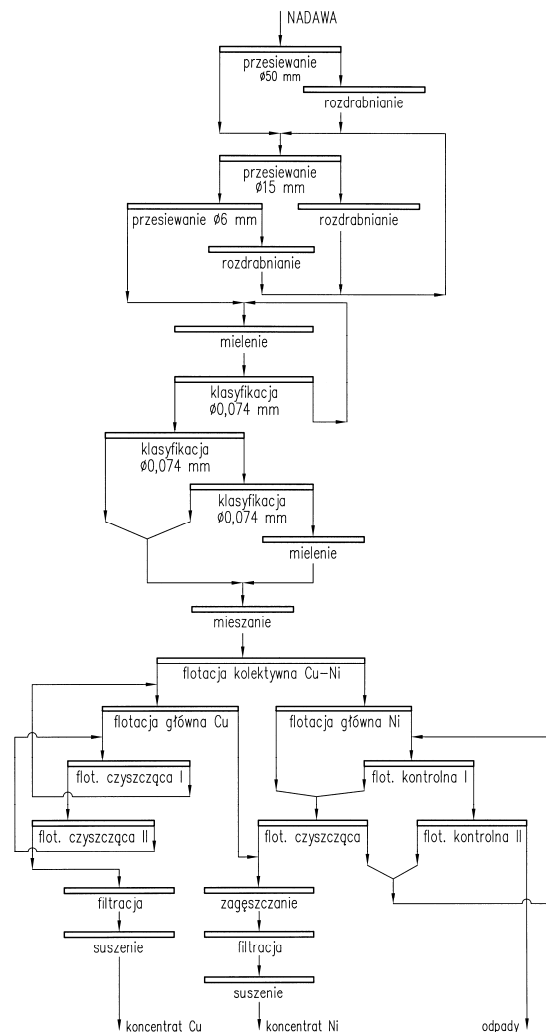 NADAWA
przesiewanie
ø50 mm
rozdrabnianie
przesiewanie
ø15 mm
przesiewanie ø6 mm
rozdrabnianie
rozdrabnianie
mielenie
klasyfikacja
ø0,074 mm
klasyfikacja
ø0,074 mm
klasyfikacja
ø0,074 mm
mielenie
mieszanie
flotacja kolektywna Cu-Ni
flotacja główna Cu
flotacja główna Ni
flot. czyszcząca I
flot. kontrolna I
flot. czyszcząca II
flot. czyszcząca
flot. kontrolna II
filtracja
zagęszczanie
suszenie
filtracja
suszenie
koncentrat Cu
koncentrat Ni
odpady